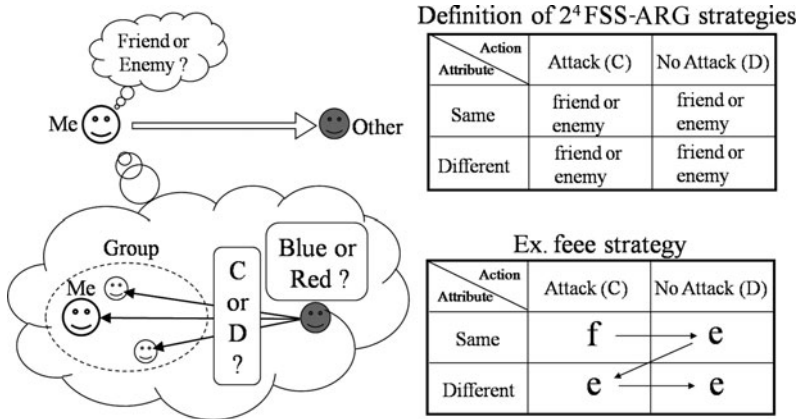 Friend or
Enemy ?
Me
Other
Group
Me
C
or
D
?
Blue or
Red ?
Definition of 2⁴ FSS-ARG strategies
Action
Attribute
Attack (C)
No Attack (D)
Same
friend or
enemy
friend or
enemy
Different
friend or
enemy
friend or
enemy
Ex. feee strategy
Action
Attribute
Attack (C)
No Attack (D)
Same
f
e
Different
e
e